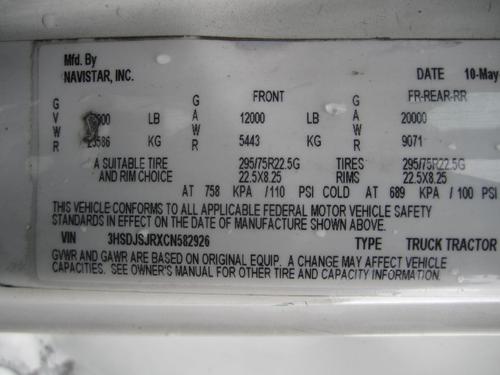 Mfd. By
NAVISTAR, INC. DATE 10-May
G G FRONT FR-REAR-RR
V LB A 12000 LB 20000
W W
R KG R 5443 KG 9071
A SUITABLE TIRE 295/75R22.5G TIRES 295/75R22.5G
AND RIM CHOICE 22.5X8.25 RIMS 22.5X8.25
AT 758 KPA /110 PSI COLD AT 689 KPA / 100 PSI
THIS VEHICLE CONFORMS TO ALL APPLICABLE FEDERAL MOTOR VEHICLE SAFETY
STANDARDS IN EFFECT ON THE DATE OF MANUFACTURE SHOWN ABOVE.
VIN 3HSDJSJRXCN582926 TYPE TRUCK TRACTOR
GVWR AND GAWR ARE BASED ON ORIGINAL EQUIP. A CHANGE MAY AFFECT VEHICLE
CAPACITIES. SEE OWNER'S MANUAL FOR OTHER TIRE AND CAPACITY INFORMATION.